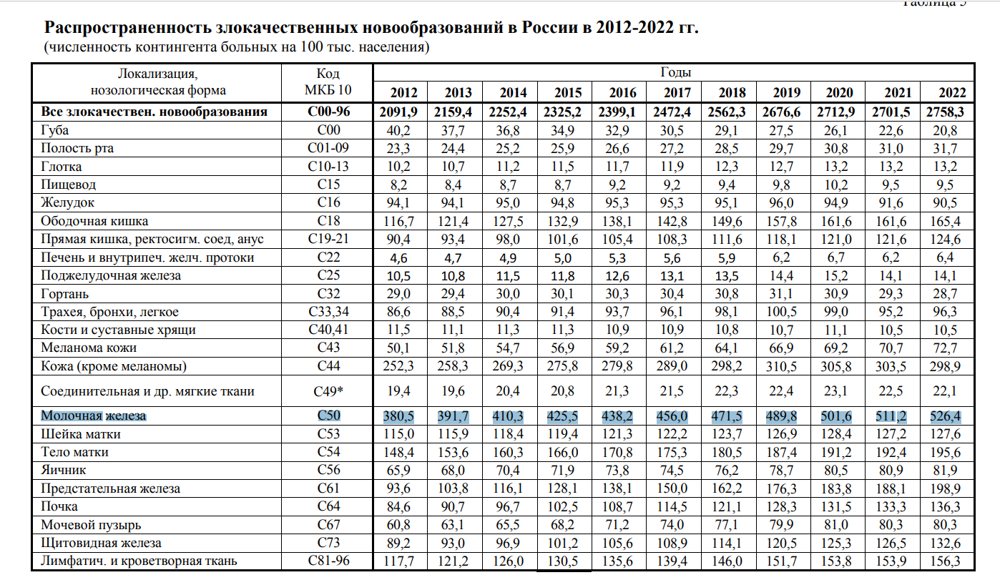 Таблица 5
Распространенность злокачественных новообразований в России в 2012-2022 гг.
(численность контингента больных на 100 тыс. населения)
Локализация, нозологическая форма Код МКБ 10 Годы
2012 2013 2014 2015 2016 2017 2018 2019 2020 2021 2022
Все злокачествен. новообразования С00-96 2091,9 2159,4 2252,4 2325,2 2399,1 2472,4 2562,3 2676,6 2712,9 2701,5 2758,3
Губа С00 40,2 37,7 36,8 34,9 32,9 30,5 29,1 27,5 26,1 22,6 20,8
Полость рта С01-09 23,3 24,4 25,2 25,9 26,6 27,2 28,5 29,7 30,8 31,0 31,7
Глотка С10-13 10,2 10,7 11,2 11,5 11,7 11,9 12,3 12,7 13,2 13,2 13,2
Пищевод С15 8,2 8,4 8,7 8,7 9,2 9,2 9,4 9,8 10,2 9,5 9,5
Желудок С16 94,1 94,1 95,0 94,8 95,3 95,3 95,1 96,0 94,9 91,6 90,5
Ободочная кишка С18 116,7 121,4 127,5 132,9 138,1 142,8 149,6 157,8 161,6 161,6 165,4
Прямая кишка, ректосигм. соед, анус С19-21 90,4 93,4 98,0 101,6 105,4 108,3 111,6 118,1 121,0 121,6 124,6
Печень и внутрипеч. желч. протоки С22 4,6 4,7 4,9 5,0 5,3 5,6 5,9 6,2 6,7 6,2 6,4
Поджелудочная железа С25 10,5 10,8 11,5 11,8 12,6 13,1 13,5 14,4 15,2 14,1 14,1
Гортань С32 29,0 29,4 30,0 30,1 30,3 30,4 30,8 31,1 30,9 29,3 28,7
Трахея, бронхи, легкое С33,34 86,6 88,5 90,4 91,4 93,7 96,1 98,1 100,5 99,0 95,2 96,3
Кости и суставные хрящи С40,41 11,5 11,1 11,3 11,3 10,9 10,9 10,8 10,7 11,1 10,5 10,5
Меланома кожи С43 50,1 51,8 54,7 56,9 59,2 61,2 64,1 66,9 69,2 70,7 72,7
Кожа (кроме меланомы) С44 252,3 258,3 269,3 275,8 279,8 289,0 298,2 310,5 305,8 303,5 298,9
Соединительная и др. мягкие ткани С49* 19,4 19,6 20,4 20,8 21,3 21,5 22,3 22,4 23,1 22,5 22,1
Молочная железа С50 380,5 391,7 410,3 425,5 438,2 456,0 471,5 489,8 501,6 511,2 526,4
Шейка матки С53 115,0 115,9 118,4 119,4 121,3 122,2 123,7 126,9 128,4 127,2 127,6
Тело матки С54 148,4 153,6 160,3 166,0 170,8 175,3 180,5 187,4 191,2 192,4 195,6
Яичник С56 65,9 68,0 70,4 71,9 73,8 74,5 76,2 78,7 80,5 80,9 81,9
Предстательная железа С61 93,6 103,8 116,1 128,1 138,1 150,0 162,2 176,3 183,8 188,1 198,9
Почка С64 84,6 90,7 96,7 102,5 108,7 114,5 121,1 128,3 131,5 133,3 136,3
Мочевой пузырь С67 60,8 63,1 65,5 68,2 71,2 74,0 77,1 79,9 81,0 80,3 80,3
Щитовидная железа С73 89,2 93,0 96,9 101,2 105,6 108,9 114,1 120,5 125,3 126,5 132,6
Лимфатич. и кроветворная ткань С81-96 117,7 121,2 126,0 130,5 135,6 139,4 146,0 151,7 153,8 153,9 156,3